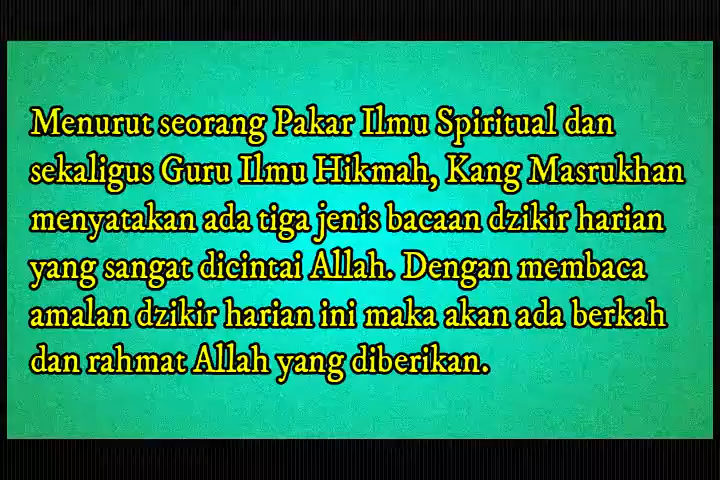 Menurut seorang Pakar Ilmu Spiritual dan
sekaligus Guru Ilmu Hikmah, Kang Masrukhan
menyatakan ada tiga jenis bacaan dzikir harian
yang sangat dicintai Allah. Dengan membaca
amalan dzikir harian ini maka akan ada berkah
dan rahmat Allah yang diberikan.